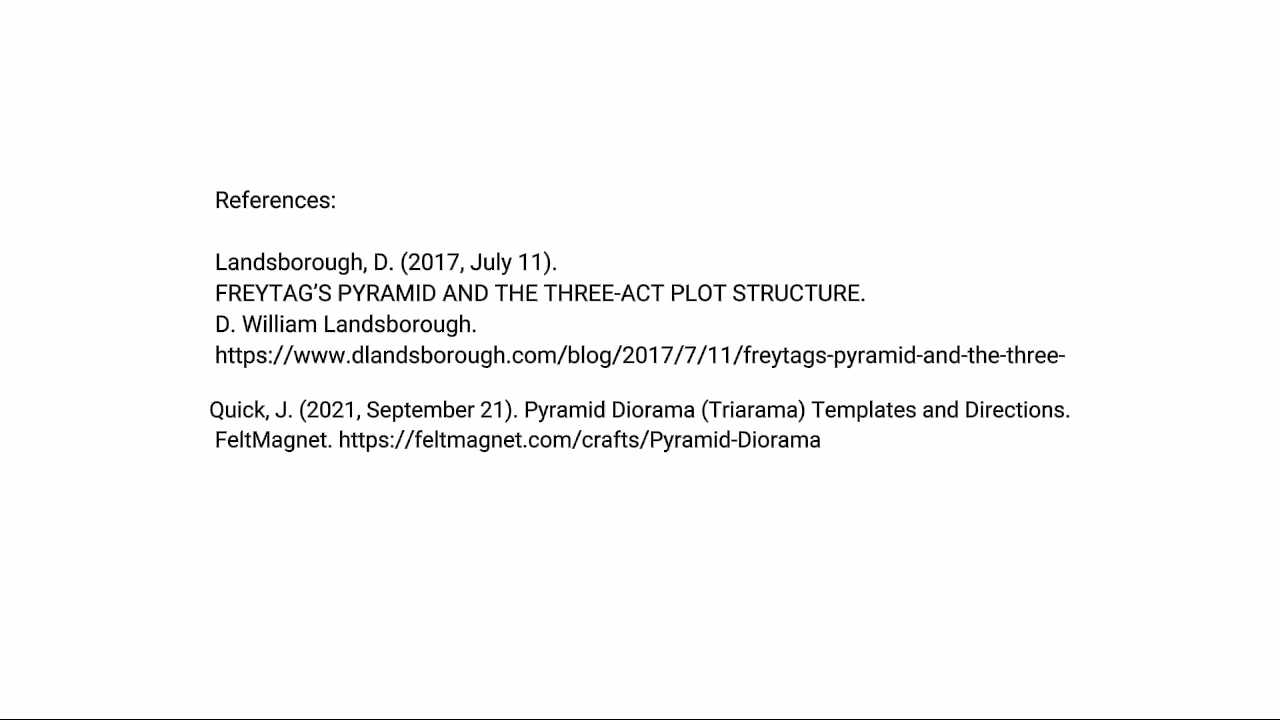 References:
Landsborough, D. (2017, July 11).
FREYTAG’S PYRAMID AND THE THREE-ACT PLOT STRUCTURE.
D. William Landsborough.
https://www.dlandsborough.com/blog/2017/7/11/freytags-pyramid-and-the-three-
Quick, J. (2021, September 21). Pyramid Diorama (Triarama) Templates and Directions.
FeltMagnet. https://feltmagnet.com/crafts/Pyramid-Diorama